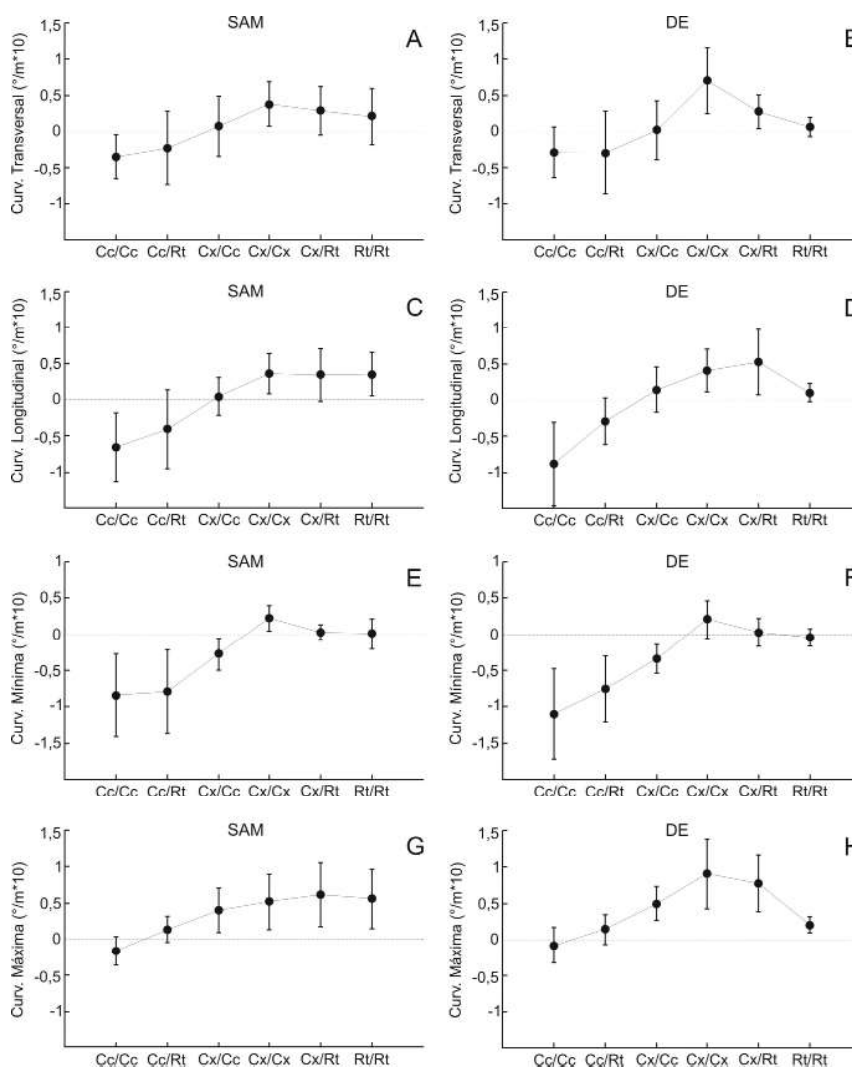 SAM
A
Curv. Transversal (°/m*10)
1,5
1
0,5
0
-0,5
-1
Cc/Cc Cc/Rt Cx/Cc Cx/Cx Cx/Rt Rt/Rt
DE
Curv. Transversal (°/m*10)
1,5
1
0,5
0
-0,5
-1
Cc/Cc Cc/Rt Cx/Cc Cx/Cx Cx/Rt Rt/Rt
SAM
C
Curv. Longitudinal (°/m*10)
1,5
1
0,5
0
-0,5
-1
Cc/Cc Cc/Rt Cx/Cc Cx/Cx Cx/Rt Rt/Rt
DE
D
Curv. Longitudinal (°/m*10)
1,5
1
0,5
0
-0,5
-1
Cc/Cc Cc/Rt Cx/Cc Cx/Cx Cx/Rt Rt/Rt
SAM
E
Curv. Mínima (°/m*10)
1
0,5
0
-0,5
-1
-1,5
Cc/Cc Cc/Rt Cx/Cc Cx/Cx Cx/Rt Rt/Rt
DE
Curv. Mínima (°/m*10)
1
0,5
0
-0,5
-1
-1,5
Cc/Cc Cc/Rt Cx/Cc Cx/Cx Cx/Rt Rt/Rt
SAM
G
Curv. Máxima (°/m*10)
1,5
1
0,5
0
-0,5
-1
Cc/Cc Cc/Rt Cx/Cc Cx/Cx Cx/Rt Rt/Rt
DE
H
Curv. Máxima (°/m*10)
1,5
1
0,5
0
-0,5
-1
Cc/Cc Cc/Rt Cx/Cc Cx/Cx Cx/Rt Rt/Rt